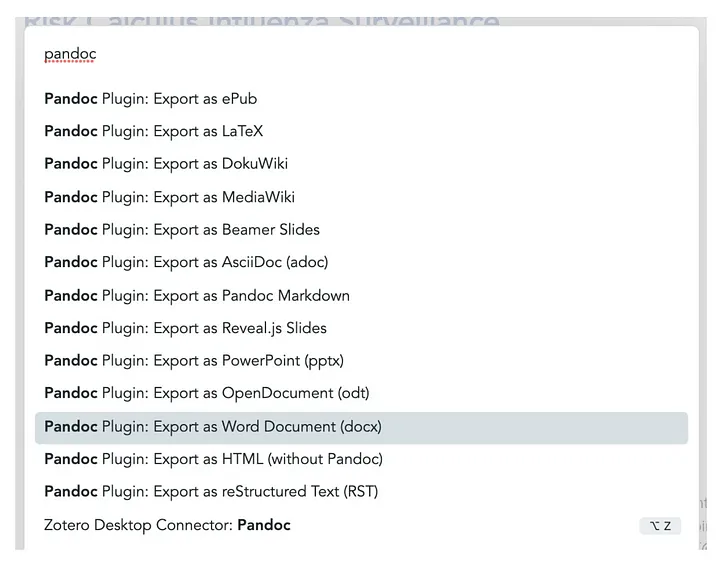 Risk Calculus Influenza Surveillance
pandoc
Pandoc Plugin: Export as ePub
Pandoc Plugin: Export as LaTeX
Pandoc Plugin: Export as DokuWiki
Pandoc Plugin: Export as MediaWiki
Pandoc Plugin: Export as Beamer Slides
Pandoc Plugin: Export as AsciiDoc (adoc)
Pandoc Plugin: Export as Pandoc Markdown
Pandoc Plugin: Export as Reveal.js Slides
Pandoc Plugin: Export as PowerPoint (pptx)
Pandoc Plugin: Export as OpenDocument (odt)
Pandoc Plugin: Export as Word Document (docx)
Pandoc Plugin: Export as HTML (without Pandoc)
Pandoc Plugin: Export as reStructured Text (RST)
Zotero Desktop Connector: Pandoc ⌥ Z